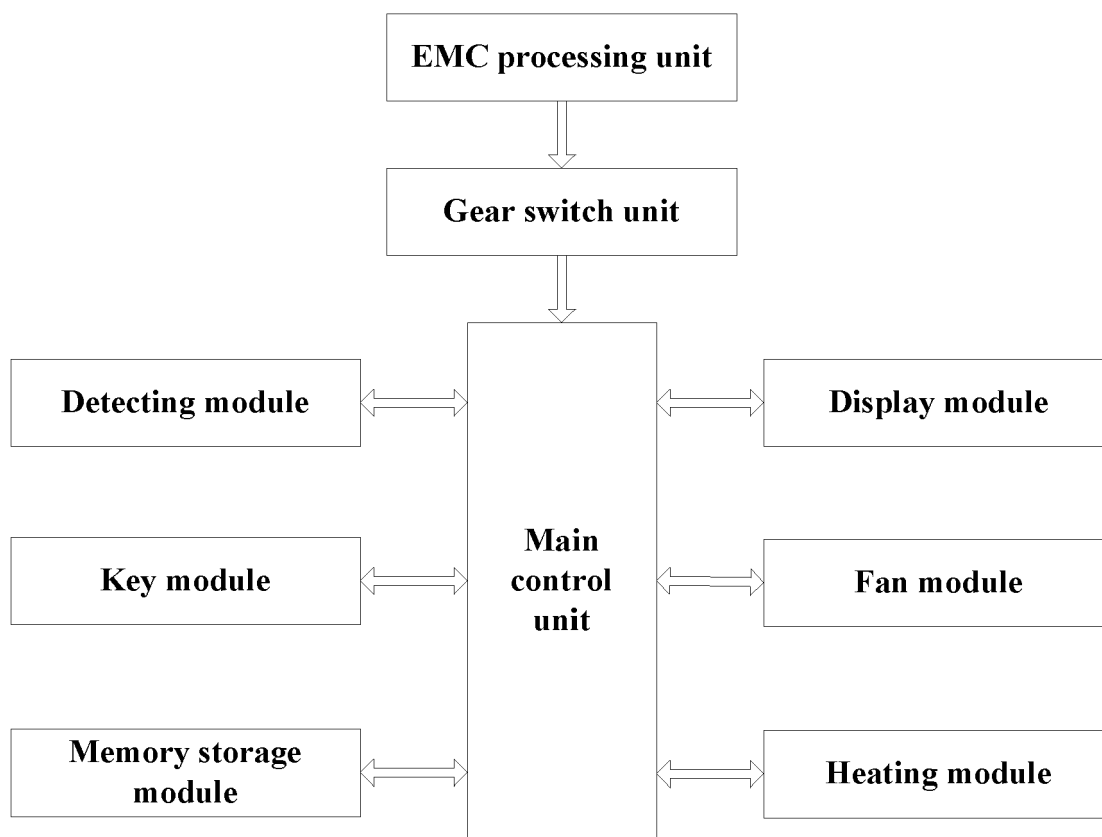 EMC processing unit
Gear switch unit
Detecting module
Display module
Key module
Main
control
unit
Fan module
Memory storage
module
Heating module